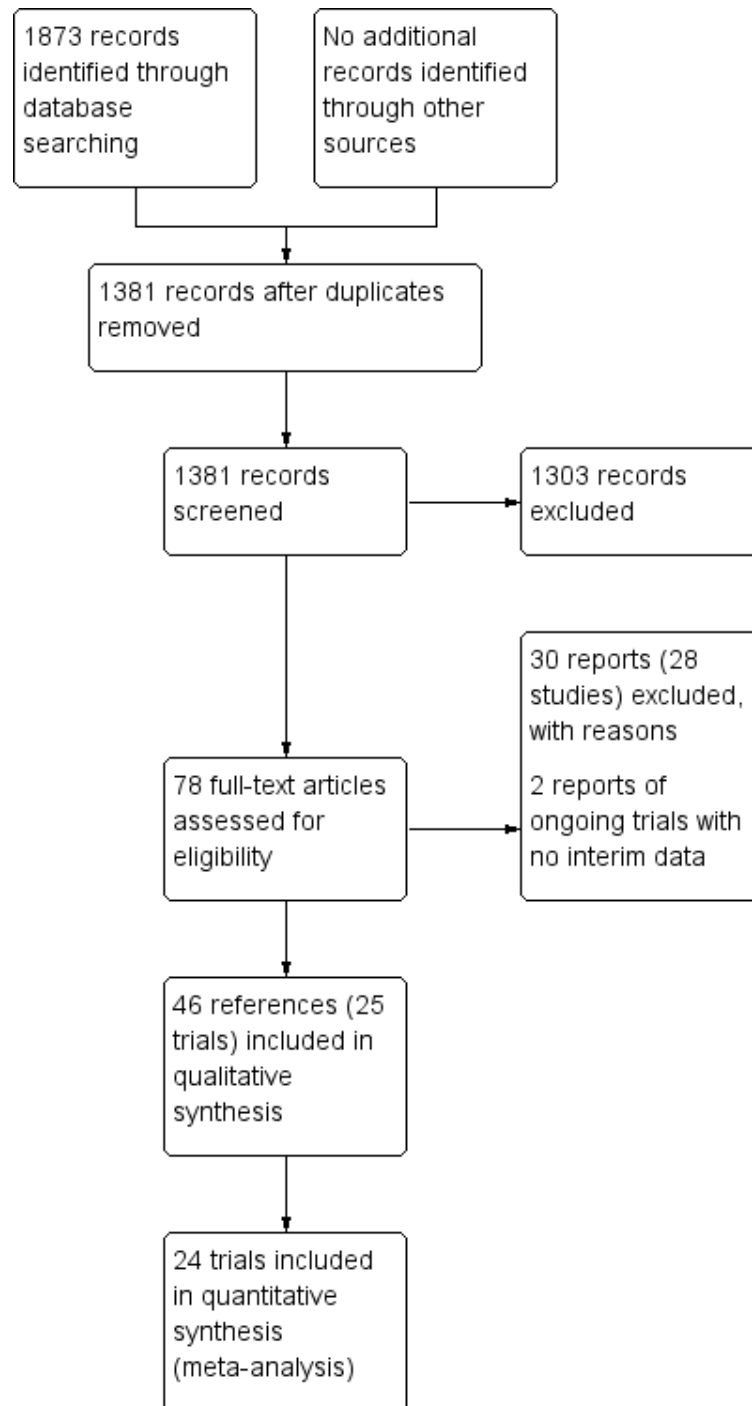 1873 records
identified through
database
searching
No additional
records identified
through other
sources
1381 records after duplicates
removed
1381 records
screened
1303 records
excluded
30 reports (28
studies) excluded,
with reasons
2 reports of
ongoing trials with
no interim data
78 full-text articles
assessed for
eligibility
46 references (25
trials) included in
qualitative
synthesis
24 trials included
in quantitative
synthesis
(meta-analysis)